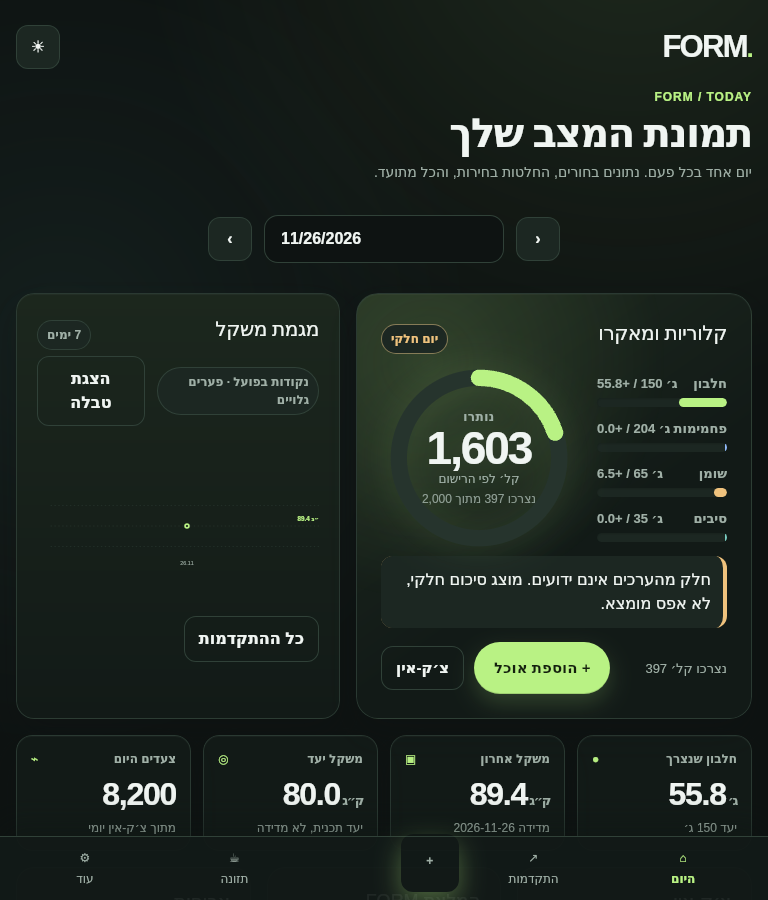 FORM.
FORM / TODAY
תמונת המצב שלך
יום אחד בכל פעם. נתונים בחורים, החלטות בחירות, והכל מתועד.
11/26/2026
קלוריות ומאקרו
יום חלקי
חלבון
55.8+ / 150 ג׳
פחמימות
0.0+ / 204 ג׳
שומן
6.5+ / 65 ג׳
סיבים
0.0+ / 35 ג׳
נותרו
1,603
קל׳ לפי הרישום
נצרכו 397 מתוך 2,000
חלק מהערכים אינם ידועים. מוצג סיכום חלקי,
לא אפס מומצא.
נצרכו קל׳ 397
+ הוספת אוכל
צ׳ק-אין
מגמת משקל
7 ימים
נקודות בפועל · פערים
גלויים
הצגת
טבלה
89.4 ק״ג
26.11
כל ההתקדמות
חלבון שנצרך
55.8 ג׳
יעד 150 ג׳
משקל אחרון
89.4 ק״ג
מדידה 2026-11-26
משקל יעד
80.0 ק״ג
יעד תכנית, לא מדידה
צעדים היום
8,200
מתוך צ׳ק-אין יומי
היום
התקדמות
+
תזונה
עוד